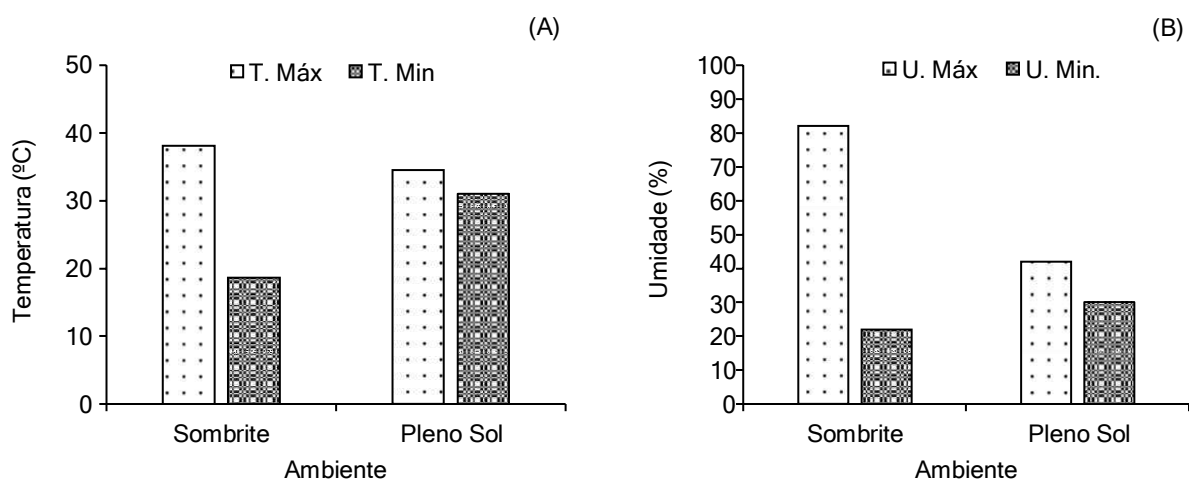 (A)
T. Máx T. Min
Temperatura (ºC)
50
40
30
20
10
0
Sombrite Pleno Sol
Ambiente
(B)
U. Máx U. Min.
Umidade (%)
100
90
80
70
60
50
40
30
20
10
0
Sombrite Pleno Sol
Ambiente